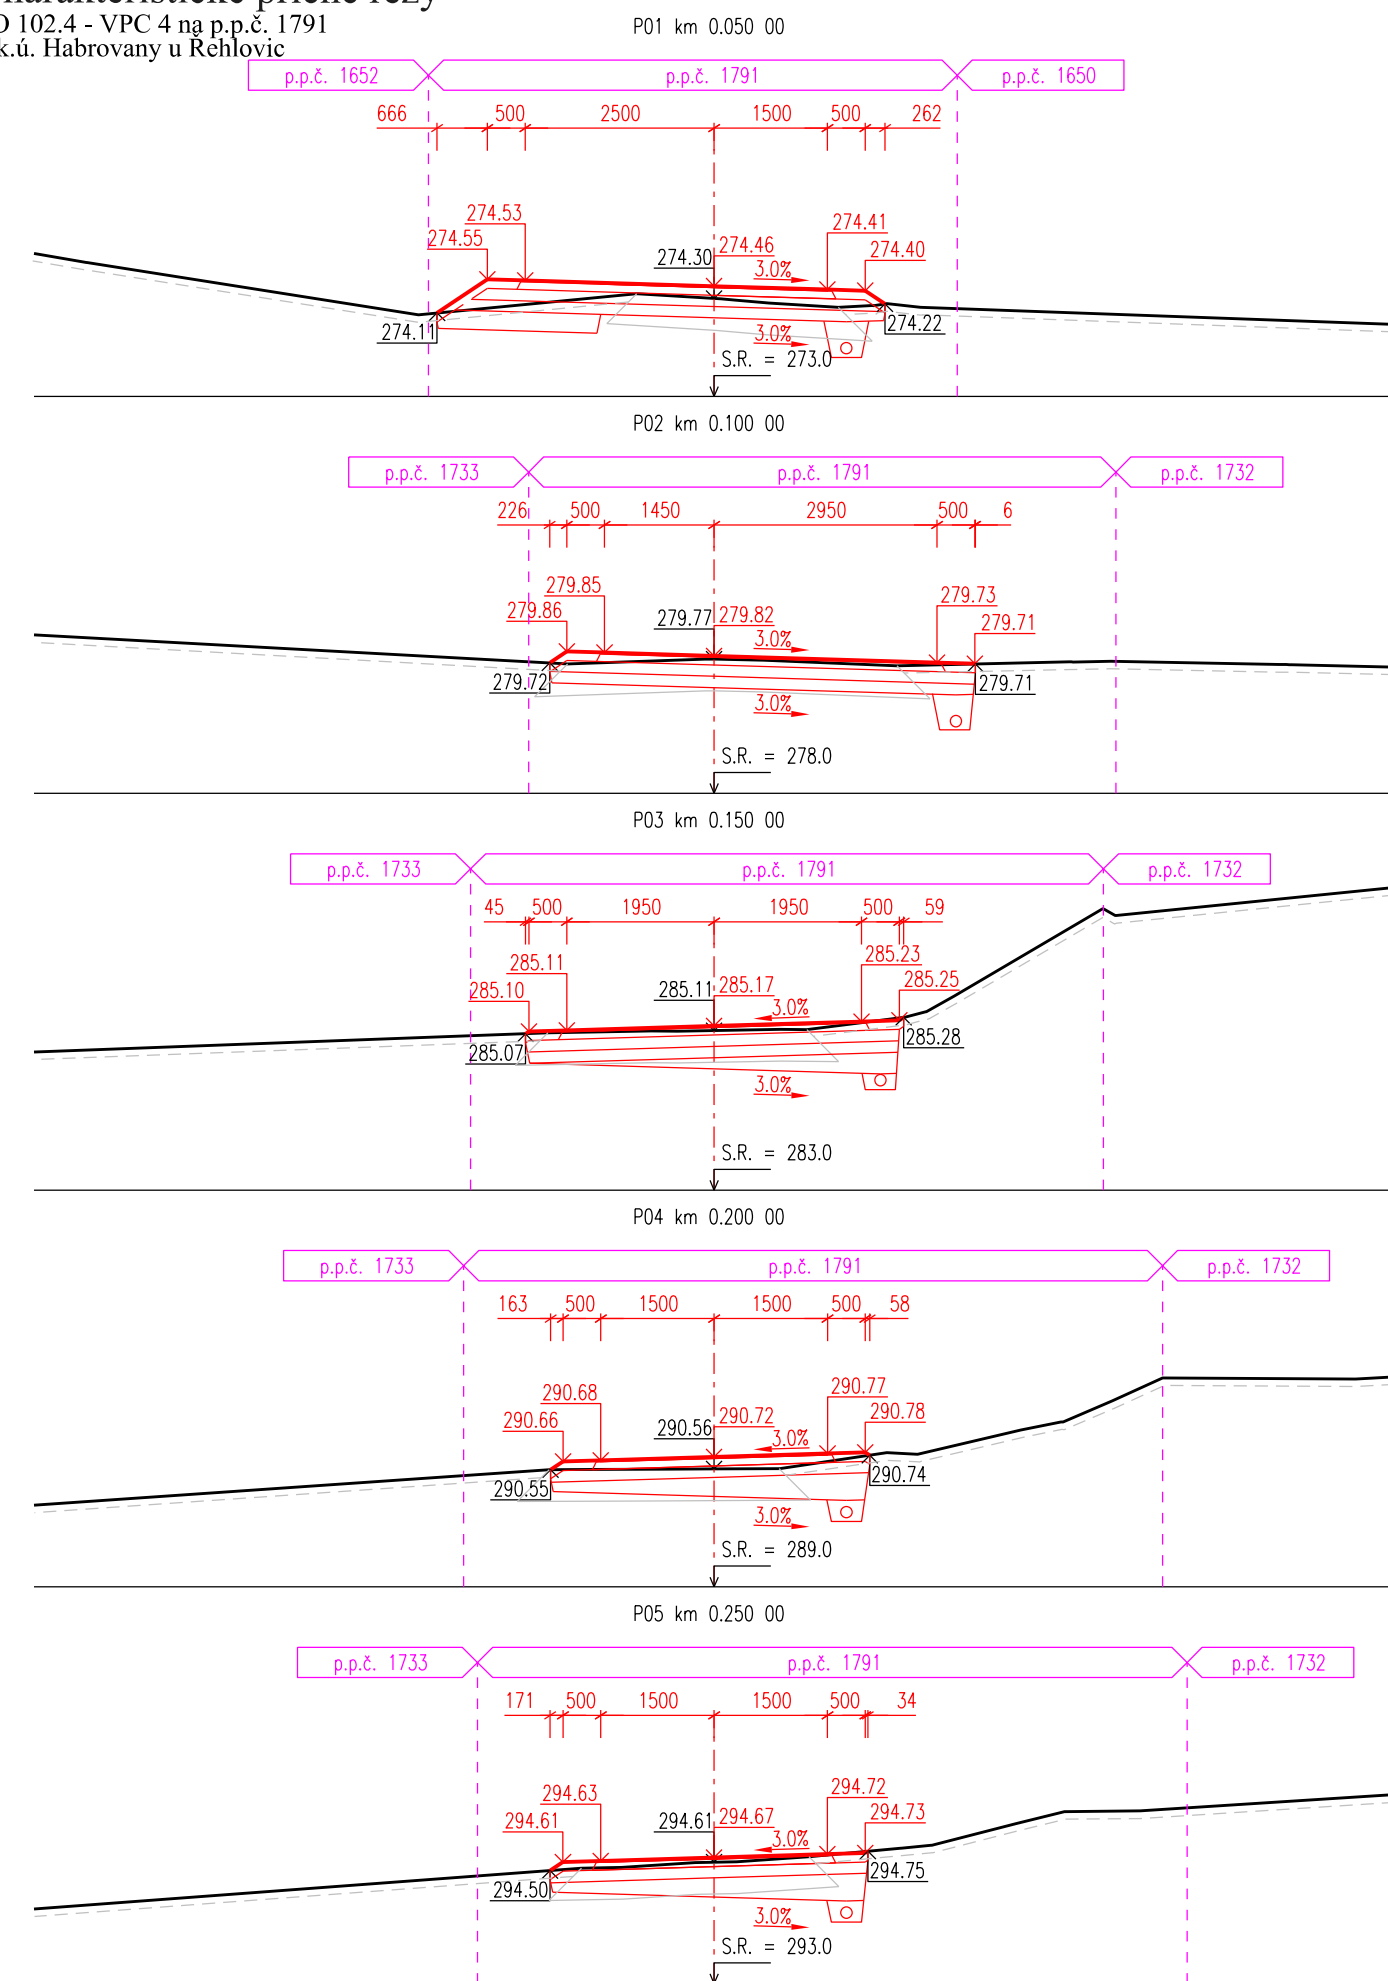 O 102.4 - VPC 4 na p.p.č. 1791
k.ú. Habrovany u Řehlovic
P01 km 0.050 00
p.p.č. 1652 p.p.č. 1791 p.p.č. 1650
666 500 2500 1500 500 262
274.53 274.41
274.55 274.30 274.46 274.40
3.0%
274.11 274.22
3.0%
S.R. = 273.0
P02 km 0.100 00
p.p.č. 1733 p.p.č. 1791 p.p.č. 1732
226 500 1450 2950 500 6
279.85 279.73
279.86 279.77 279.82 279.71
3.0%
279.72 279.71
3.0%
S.R. = 278.0
P03 km 0.150 00
p.p.č. 1733 p.p.č. 1791 p.p.č. 1732
45 500 1950 1950 500 59
285.11 285.23
285.10 285.11 285.17 285.25
3.0%
285.07 285.28
3.0%
S.R. = 283.0
P04 km 0.200 00
p.p.č. 1733 p.p.č. 1791 p.p.č. 1732
163 500 1500 1500 500 58
290.68 290.77
290.66 290.56 290.72 290.78
3.0%
290.55 290.74
3.0%
S.R. = 289.0
P05 km 0.250 00
p.p.č. 1733 p.p.č. 1791 p.p.č. 1732
171 500 1500 1500 500 34
294.63 294.72
294.61 294.61 294.67 294.73
3.0%
294.50 294.75
3.0%
S.R. = 293.0